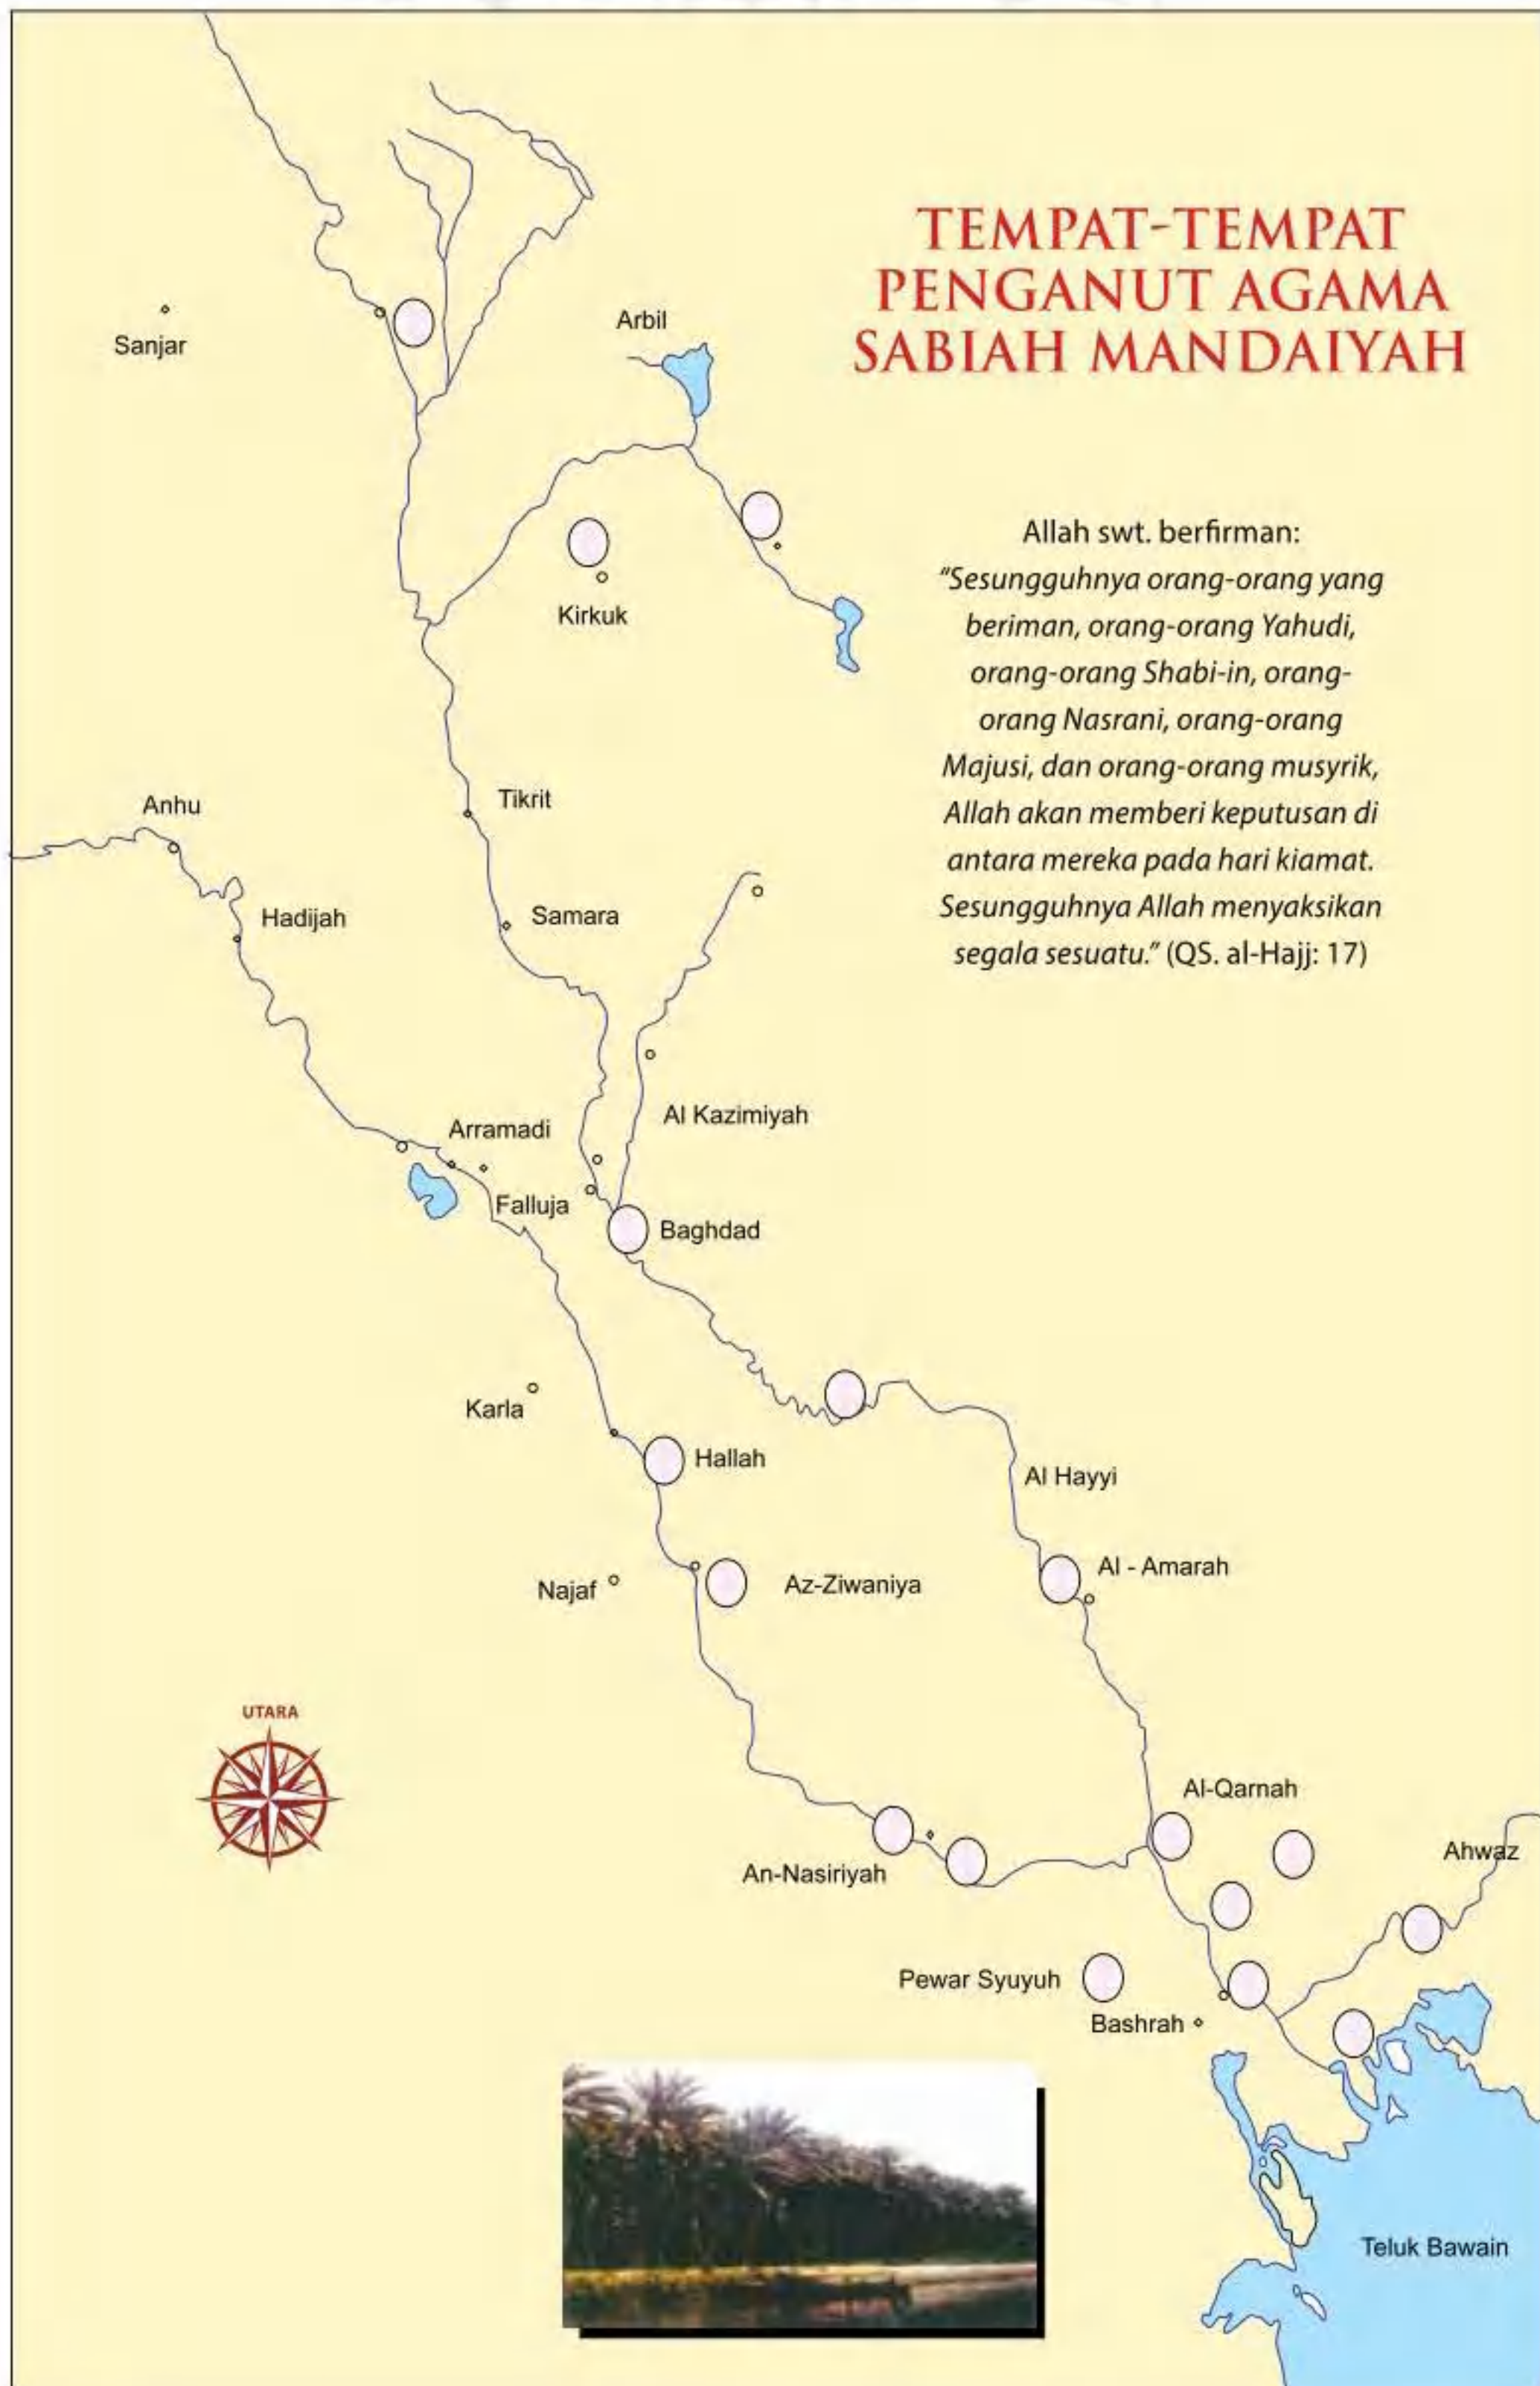 TEMPAT-TEMPAT
PENGANUT AGAMA
SABIAH MANDAIYAH
Arbil
Sanjar
Allah swt. berfirman:
“Sesungguhnya orang-orang yang
beriman, orang-orang Yahudi,
orang-orang Shabi-in, orang-
orang Nasrani, orang-orang
Majusi, dan orang-orang musyrik,
Allah akan memberi keputusan di
antara mereka pada hari kiamat.
Sesungguhnya Allah menyaksikan
segala sesuatu.” (QS. al-Hajj: 17)
Kirkuk
Tikrit
Anhu
Hadijah
Samara
Al Kazimiyah
Arramadi
Falluja
Baghdad
Karla
Hallah
Al Hayyi
Al - Amarah
Najaf
Az-Ziwaniya
UTARA
Al-Qarnah
Ahwaz
An-Nasiriyah
Pewar Syuyuh
Bashrah
Teluk Bawain